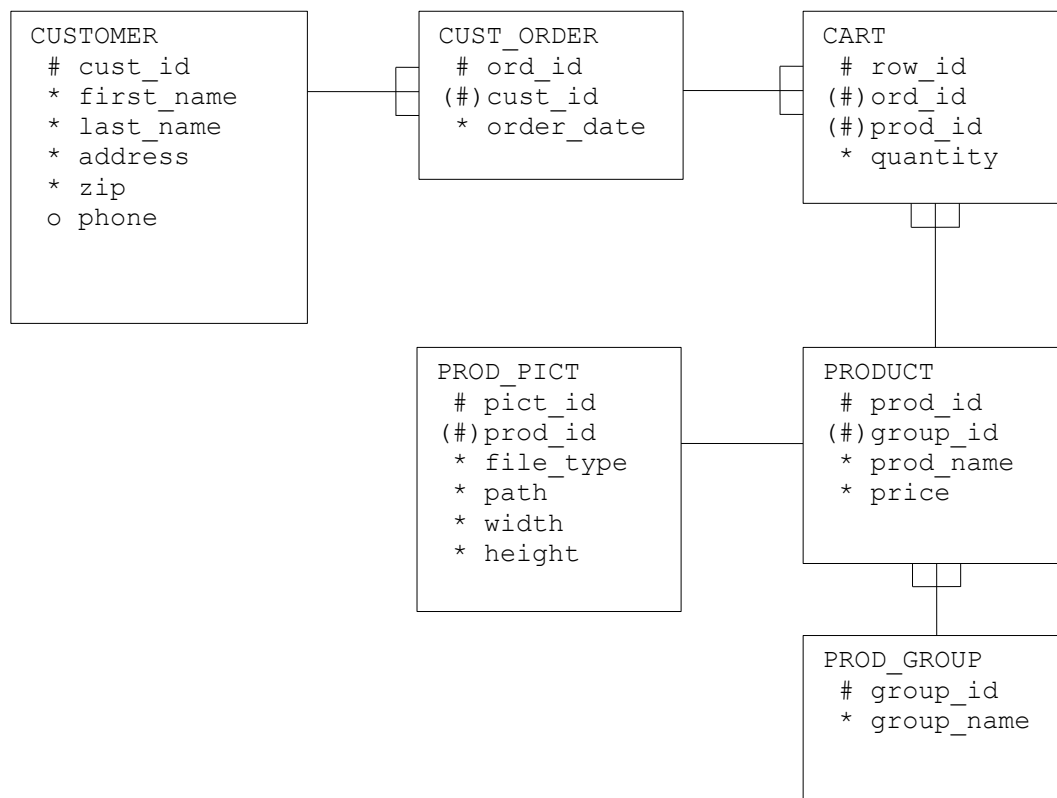 CUSTOMER
# cust_id
* first_name
* last_name
* address
* zip
o phone
CUST_ORDER
# ord_id
(#)cust_id
* order_date
CART
# row_id
(#)ord_id
(#)prod_id
* quantity
PROD_PICT
# pict_id
(#)prod_id
* file_type
* path
* width
* height
PRODUCT
# prod_id
(#)group_id
* prod_name
* price
PROD_GROUP
# group_id
* group_name